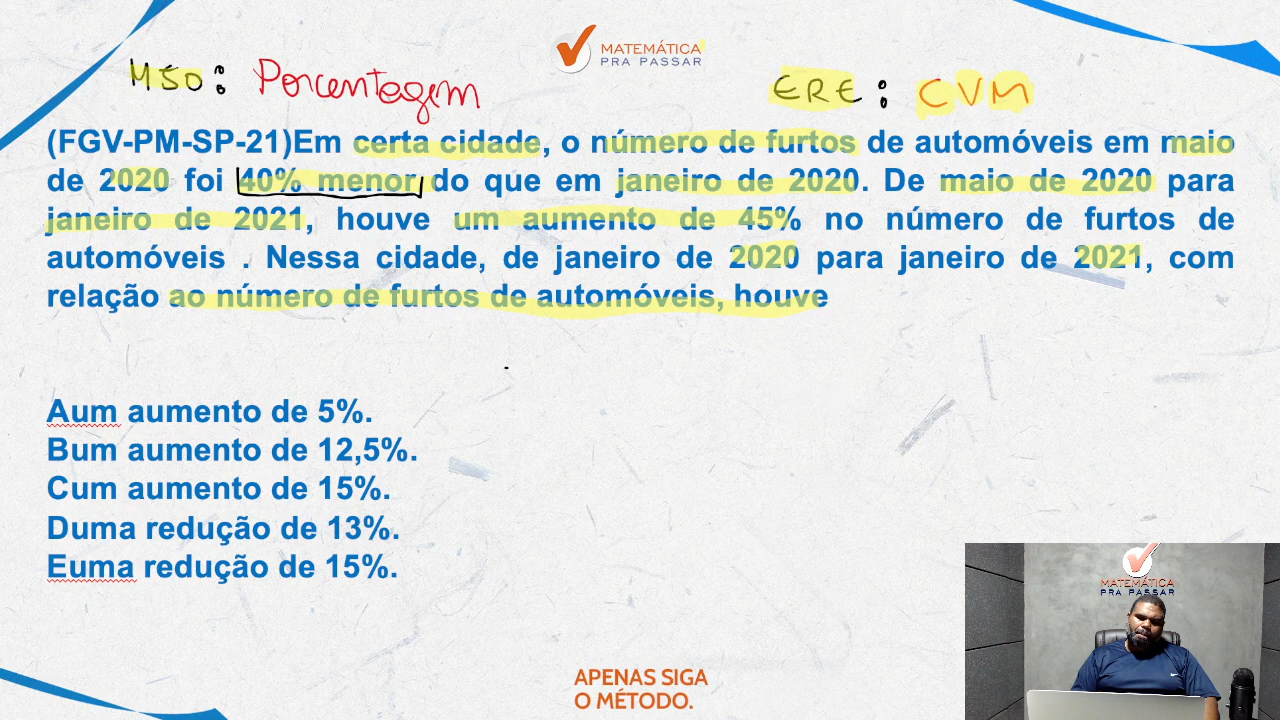 MATEMÁTICA
PRA PASSAR
M50: Porcentagem
ERE: CVM
(FGV-PM-SP-21)Em certa cidade, o número de furtos de automóveis em maio
de 2020 foi 40% menor do que em janeiro de 2020. De maio de 2020 para
janeiro de 2021, houve um aumento de 45% no número de furtos de
automóveis . Nessa cidade, de janeiro de 2020 para janeiro de 2021, com
relação ao número de furtos de automóveis, houve
Aum aumento de 5%.
Bum aumento de 12,5%.
Cum aumento de 15%.
Duma redução de 13%.
Euma redução de 15%.
MATEMÁTICA
PRA PASSAR
APENAS SIGA
O MÉTODO.